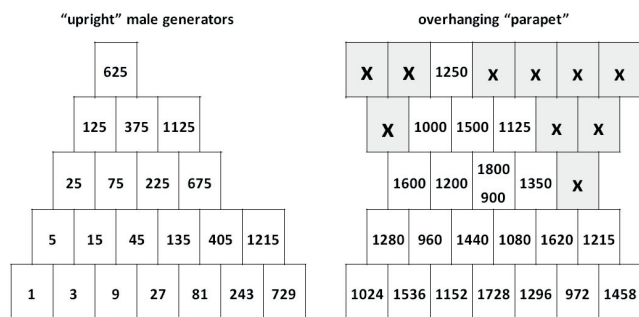 “upright” male generators
overhanging “parapet”
625
X X 1250 X X X X
125 375 1125
X 1000 1500 1125 X X
25 75 225 675
1600 1200 1800 900 1350 X
5 15 45 135 405 1215
1280 960 1440 1080 1620 1215
1 3 9 27 81 243 729
1024 1536 1152 1728 1296 972 1458